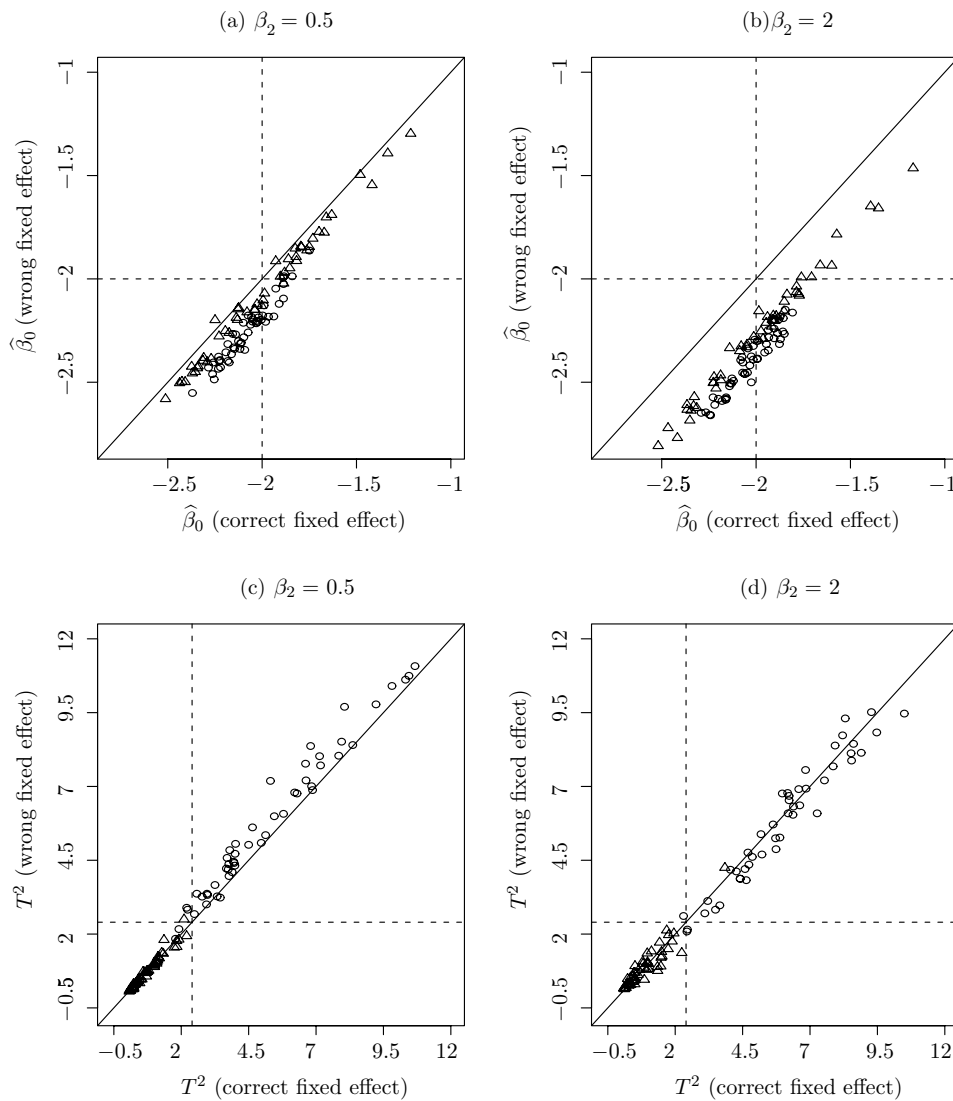 (a) β₂ = 0.5
(b)β₂ = 2
β̂₀ (wrong fixed effect)
−1
−1.5
−2
−2.5
−2.5 −2 −1.5 −1
β̂₀ (correct fixed effect)
β̂₀ (wrong fixed effect)
−1
−1.5
−2
−2.5
−2.5 −2 −1.5 −1
β̂₀ (correct fixed effect)
(c) β₂ = 0.5
(d) β₂ = 2
T² (wrong fixed effect)
12
9.5
7
4.5
2
−0.5
−0.5 2 4.5 7 9.5 12
T² (correct fixed effect)
T² (wrong fixed effect)
12
9.5
7
4.5
2
−0.5
−0.5 2 4.5 7 9.5 12
T² (correct fixed effect)